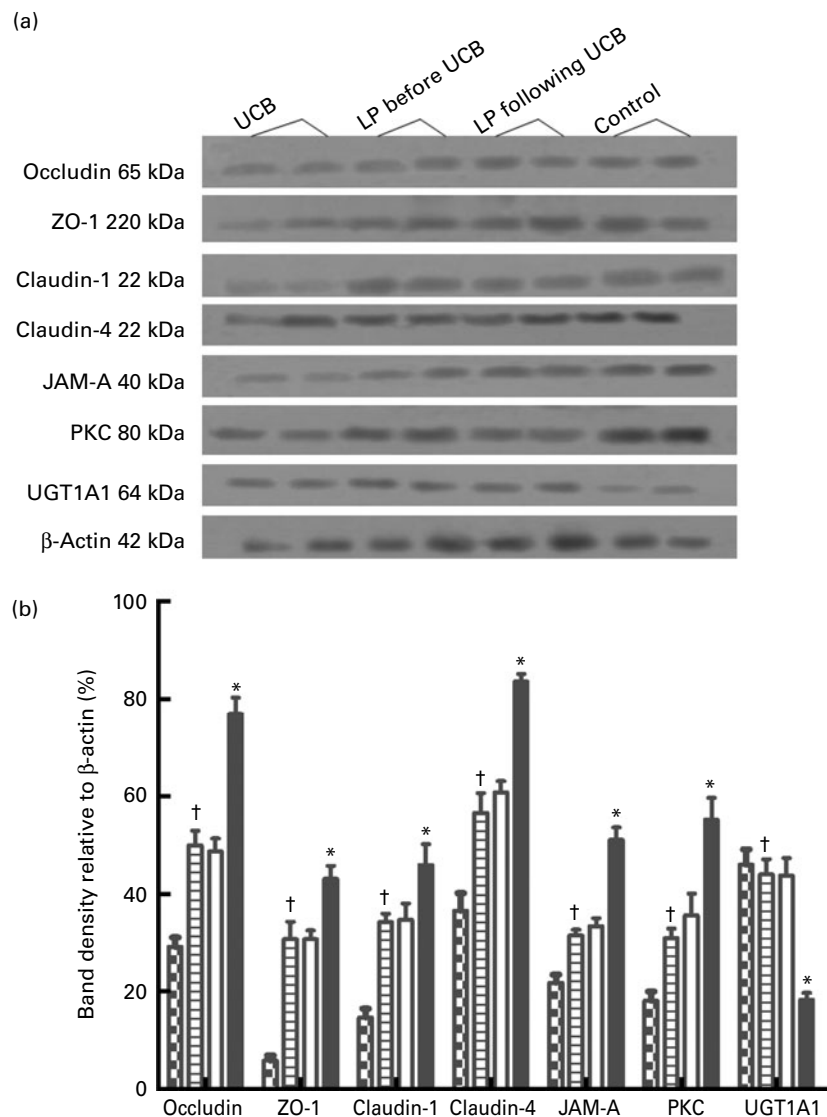 (a)
UCB
LP before UCB
LP following UCB
Control
Occludin 65 kDa
ZO-1 220 kDa
Claudin-1 22 kDa
Claudin-4 22 kDa
JAM-A 40 kDa
PKC 80 kDa
UGT1A1 64 kDa
β-Actin 42 kDa
(b)
Band density relative to β-actin (%)
100
80
60
40
20
0
† *
† *
† *
† *
† *
† *
† *
Occludin ZO-1 Claudin-1 Claudin-4 JAM-A PKC UGT1A1